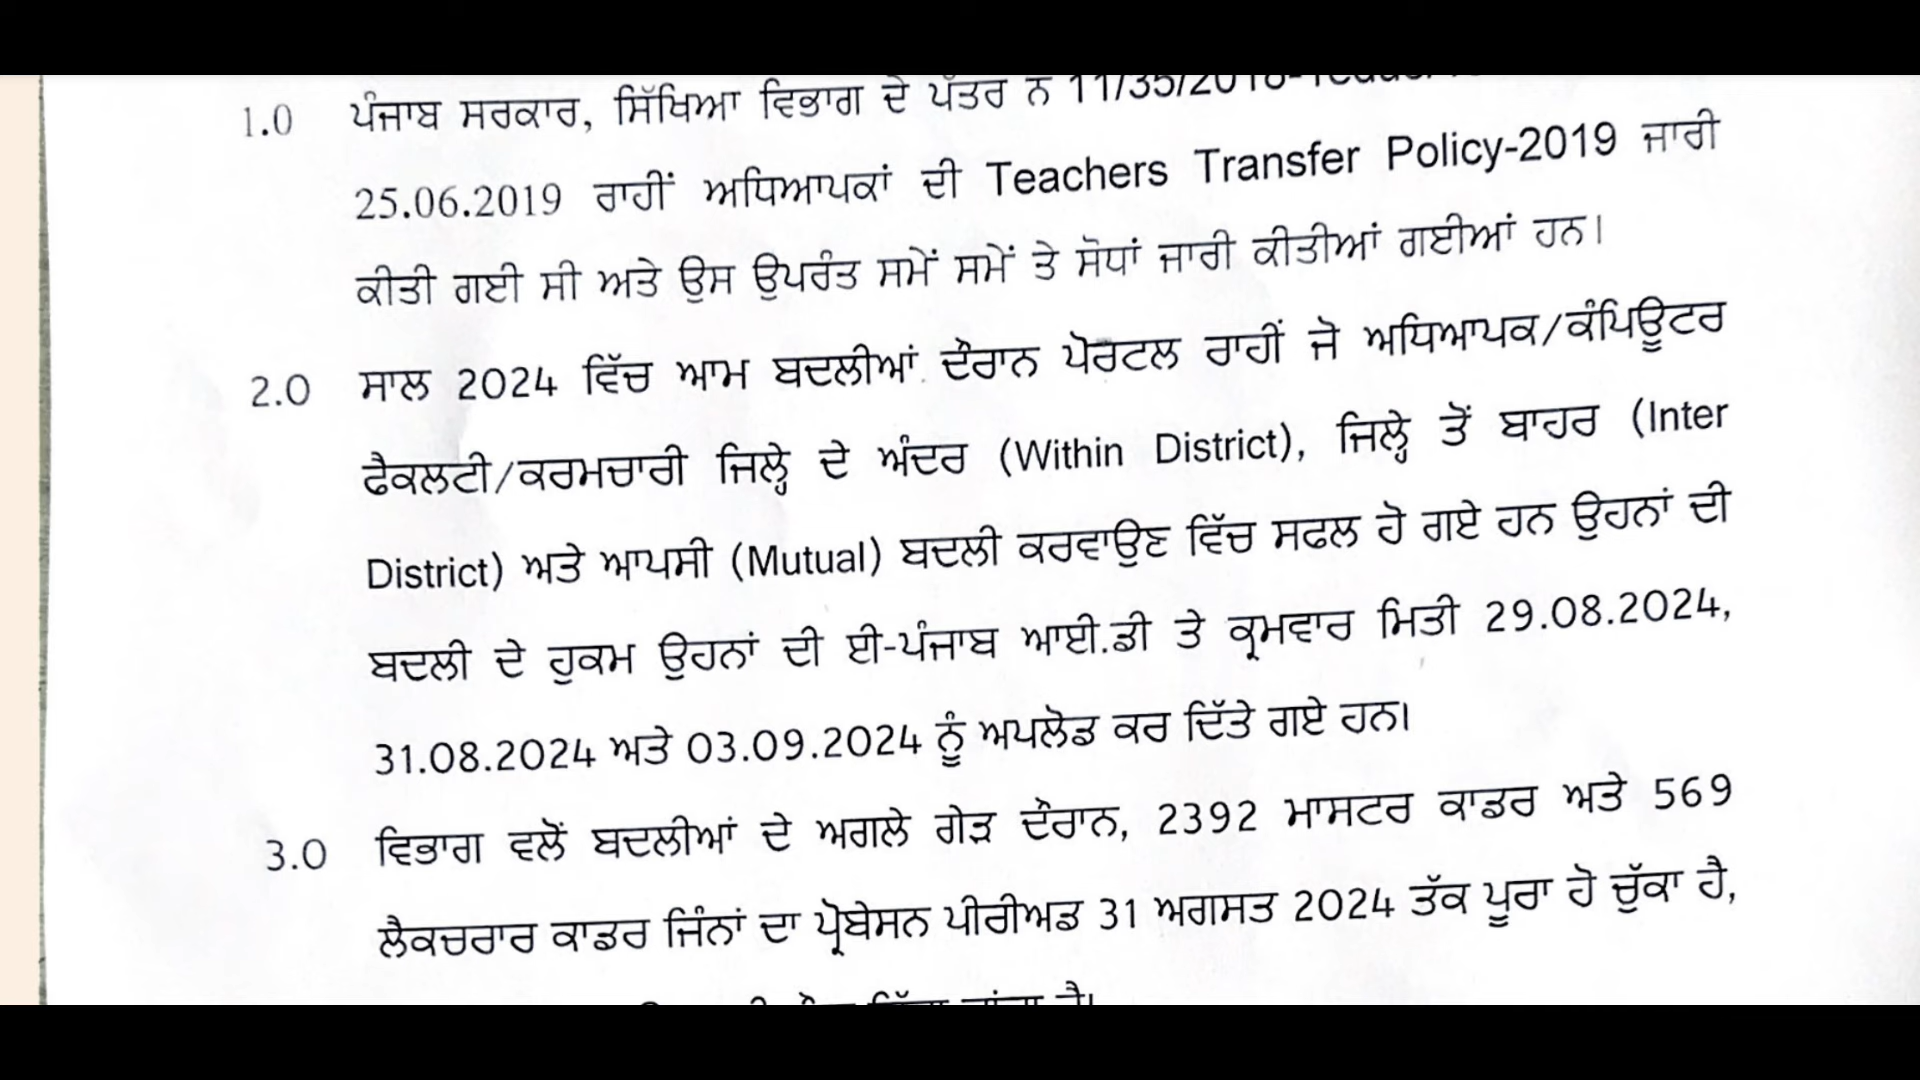 1.0 ਪੰਜਾਬ ਸਰਕਾਰ, ਸਿੱਖਿਆ ਵਿਭਾਗ ਦੇ ਪੱਤਰ ਨ
25.06.2019 ਰਾਹੀਂ ਅਧਿਆਪਕਾਂ ਦੀ Teachers Transfer Policy-2019 ਜਾਰੀ
ਕੀਤੀ ਗਈ ਸੀ ਅਤੇ ਉਸ ਉਪਰੰਤ ਸਮੇਂ ਸਮੇਂ ਤੇ ਸੋਧਾਂ ਜਾਰੀ ਕੀਤੀਆਂ ਗਈਆਂ ਹਨ।
2.0 ਸਾਲ 2024 ਵਿੱਚ ਆਮ ਬਦਲੀਆਂ ਦੌਰਾਨ ਪੋਰਟਲ ਰਾਹੀਂ ਜੋ ਅਧਿਆਪਕ/ਕੰਪਿਊਟਰ
ਫੈਕਲਟੀ/ਕਰਮਚਾਰੀ ਜਿਲ੍ਹੇ ਦੇ ਅੰਦਰ (Within District), ਜਿਲ੍ਹੇ ਤੋਂ ਬਾਹਰ (Inter
District) ਅਤੇ ਆਪਸੀ (Mutual) ਬਦਲੀ ਕਰਵਾਉਣ ਵਿੱਚ ਸਫਲ ਹੋ ਗਏ ਹਨ ਉਹਨਾਂ ਦੀ
ਬਦਲੀ ਦੇ ਹੁਕਮ ਉਹਨਾਂ ਦੀ ਈ-ਪੰਜਾਬ ਆਈ.ਡੀ ਤੇ ਕ੍ਰਮਵਾਰ ਮਿਤੀ 29.08.2024,
31.08.2024 ਅਤੇ 03.09.2024 ਨੂੰ ਅਪਲੋਡ ਕਰ ਦਿੱਤੇ ਗਏ ਹਨ।
3.0 ਵਿਭਾਗ ਵਲੋਂ ਬਦਲੀਆਂ ਦੇ ਅਗਲੇ ਗੇੜ ਦੌਰਾਨ, 2392 ਮਾਸਟਰ ਕਾਡਰ ਅਤੇ 569
ਲੈਕਚਰਾਰ ਕਾਡਰ ਜਿੰਨਾਂ ਦਾ ਪ੍ਰੋਬੇਸਨ ਪੀਰੀਅਡ 31 ਅਗਸਤ 2024 ਤੱਕ ਪੂਰਾ ਹੋ ਚੁੱਕਾ ਹੈ,